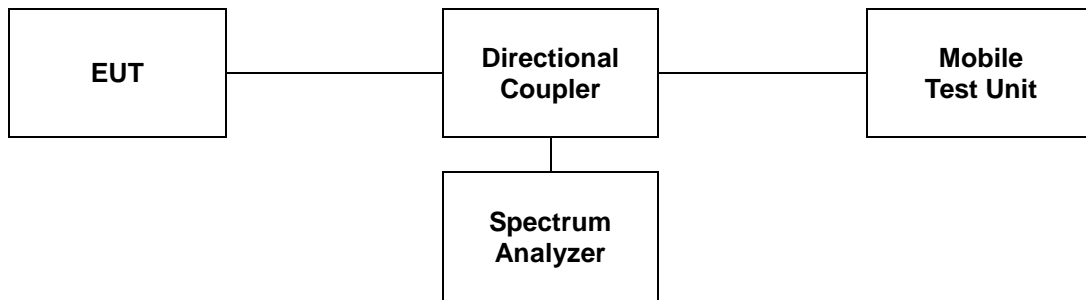 EUT
Directional
Coupler
Mobile
Test Unit
Spectrum
Analyzer